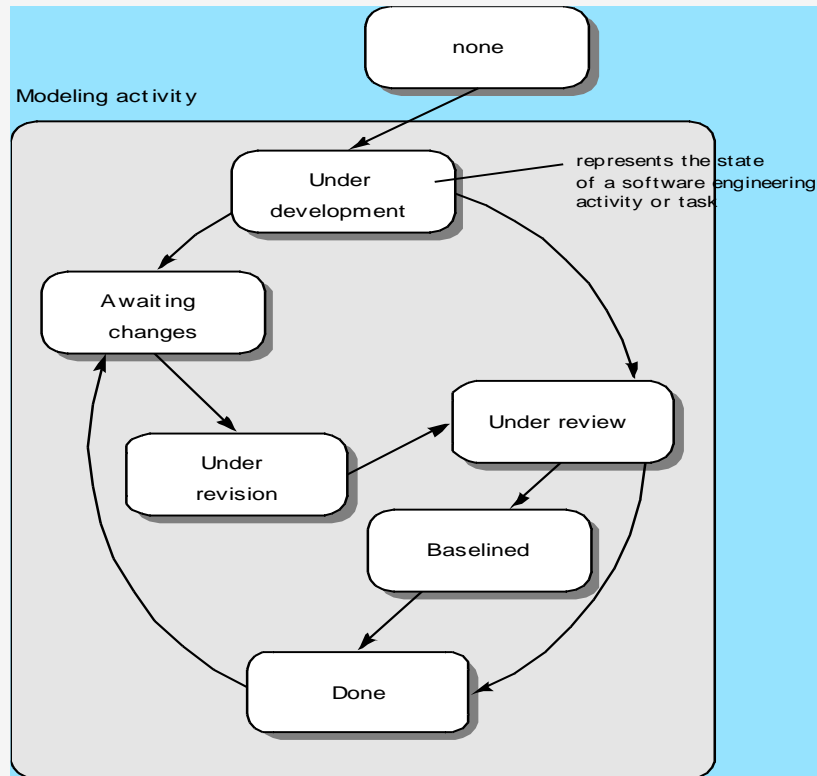 none
Modeling activity
represents the state
of a software engineering
activity or task
Under
development
Awaiting
changes
Under review
Under
revision
Baselined
Done